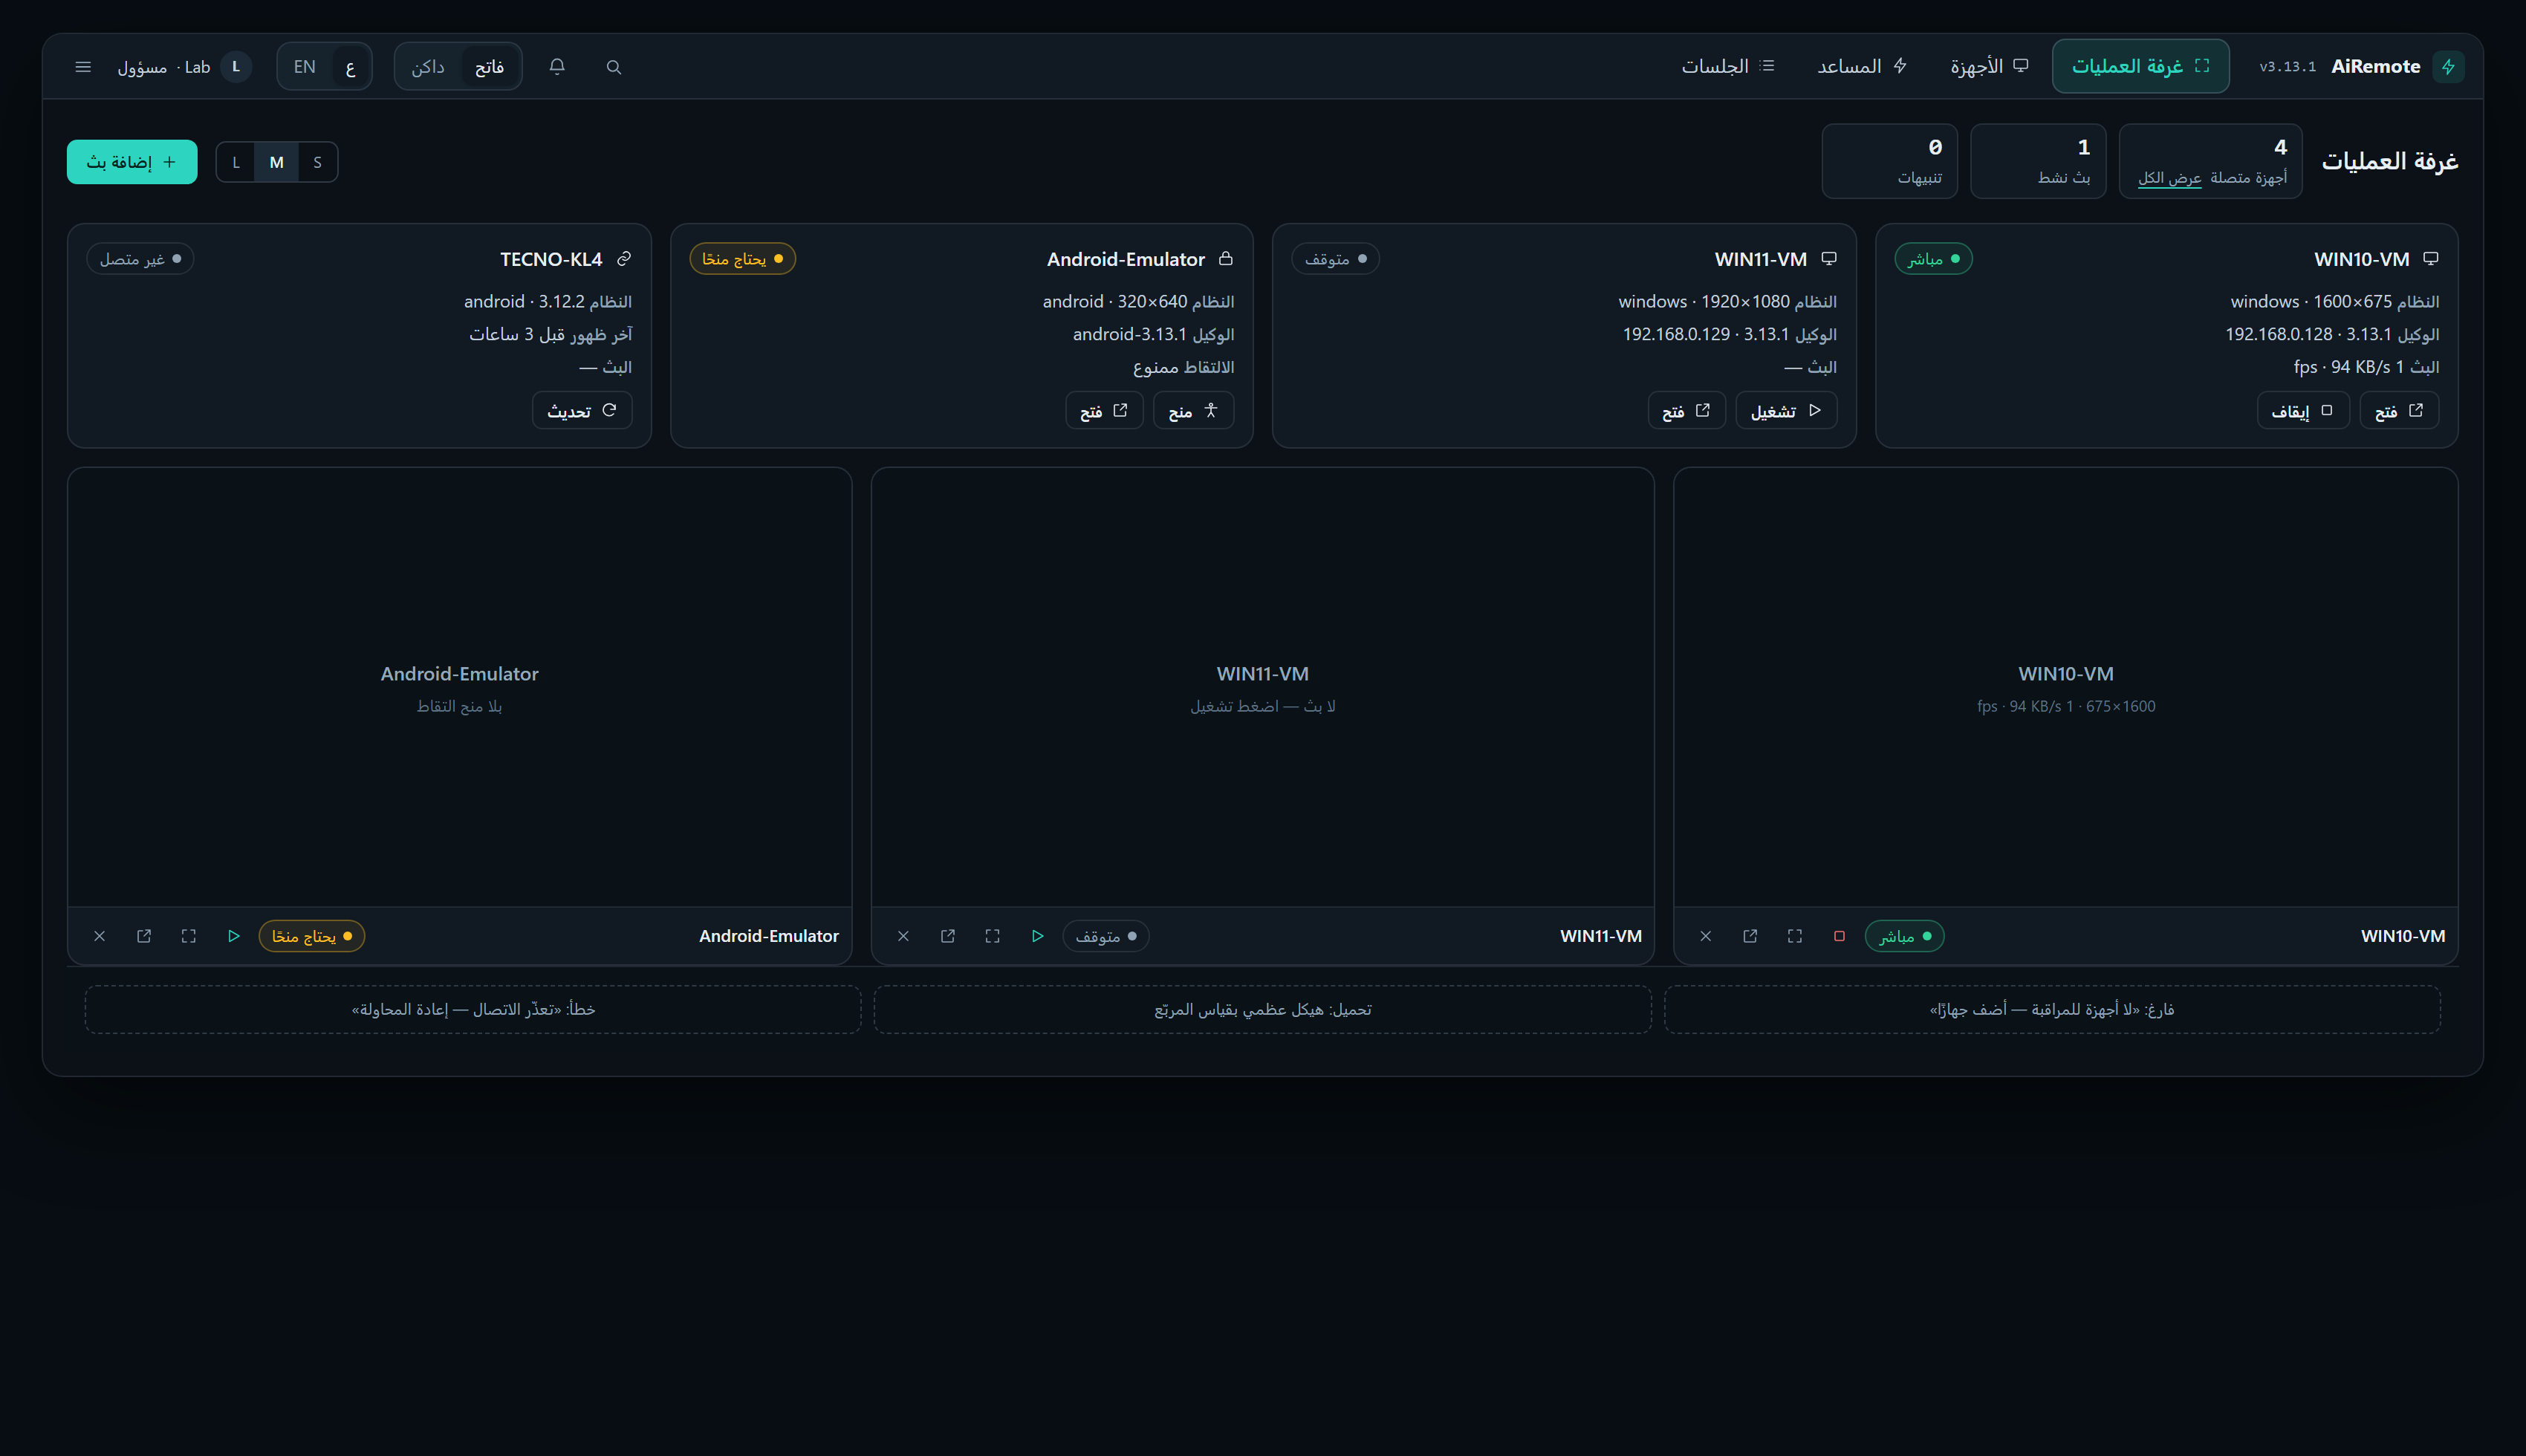 AiRemote v3.13.1
غرفة العمليات
الأجهزة
المساعد
الجلسات
فاتح داكن
ع EN
L Lab · مسؤول
غرفة العمليات
4
أجهزة متصلة عرض الكل
1
بث نشط
0
تنبيهات
S M L
إضافة بث
WIN10-VM
مباشر
النظام windows · 1600×675
الوكيل 3.13.1 · 192.168.0.128
البث 1 fps · 94 KB/s
فتح
إيقاف
WIN11-VM
متوقف
النظام windows · 1920×1080
الوكيل 3.13.1 · 192.168.0.129
البث —
تشغيل
فتح
Android-Emulator
يحتاج منحًا
النظام android · 320×640
الوكيل android-3.13.1
الالتقاط ممنوع
منح
فتح
TECNO-KL4
غير متصل
النظام android · 3.12.2
آخر ظهور قبل 3 ساعات
البث —
تحديث
WIN10-VM
1600×675 · 1 fps · 94 KB/s
WIN10-VM
مباشر
WIN11-VM
لا بث — اضغط تشغيل
WIN11-VM
متوقف
Android-Emulator
بلا منح التقاط
Android-Emulator
يحتاج منحًا
فارغ: «لا أجهزة للمراقبة — أضف جهازًا»
تحميل: هيكل عظمي بقياس المربّع
خطأ: «تعذّر الاتصال — إعادة المحاولة»